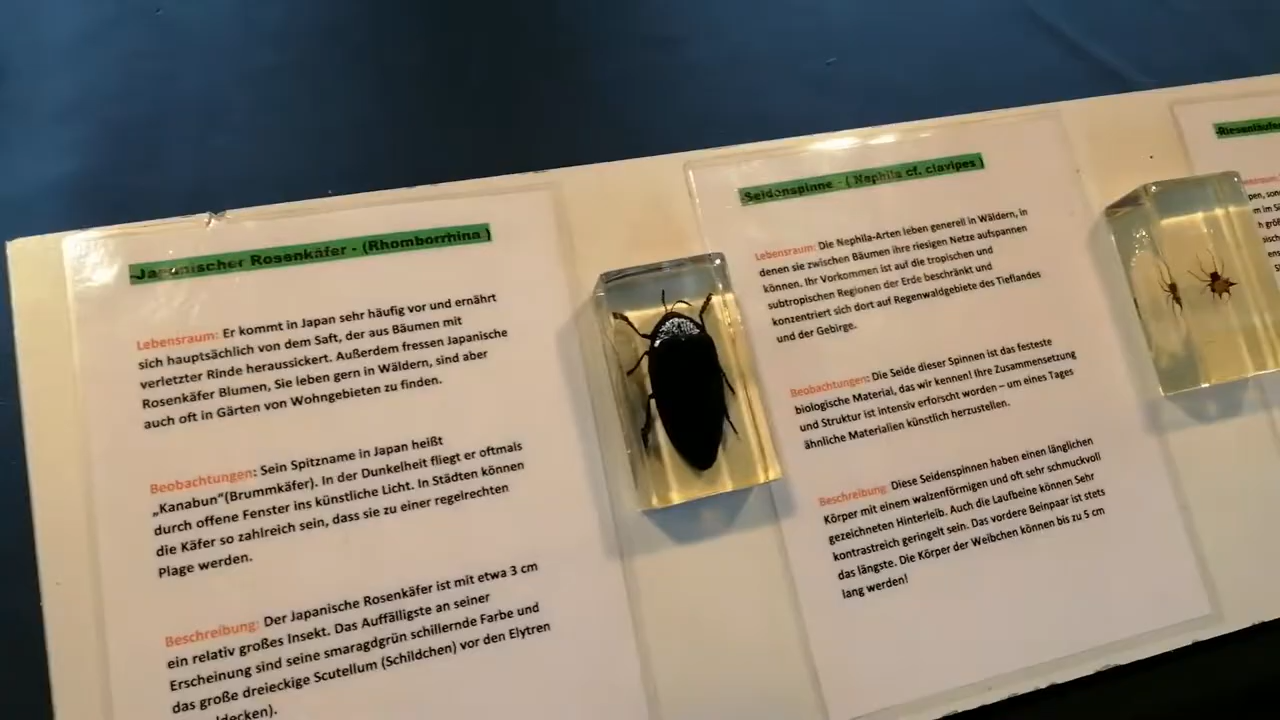 Japanischer Rosenkäfer - (Rhomborrhina )
Lebensraum: Er kommt in Japan sehr häufig vor und ernährt
sich hauptsächlich von dem Saft, der aus Bäumen mit
verletzter Rinde heraussickert. Außerdem fressen Japanische
Rosenkäfer Blumen, Sie leben gern in Wäldern, sind aber
auch oft in Gärten von Wohngebieten zu finden.
Beobachtungen: Sein Spitzname in Japan heißt
„Kanabun“(Brummkäfer). In der Dunkelheit fliegt er oftmals
durch offene Fenster ins künstliche Licht. In Städten können
die Käfer so zahlreich sein, dass sie zu einer regelrechten
Plage werden.
Beschreibung: Der Japanische Rosenkäfer ist mit etwa 3 cm
ein relativ großes Insekt. Das Auffälligste an seiner
Erscheinung sind seine smaragdgrün schillernde Farbe und
das große dreieckige Scutellum (Schildchen) vor den Elytren
Seidenspinne - ( Nephila cf. clavipes )
Lebensraum: Die Nephila-Arten leben generell in Wäldern, in
denen sie zwischen Bäumen ihre riesigen Netze aufspannen
können. Ihr Vorkommen ist auf die tropischen und
subtropischen Regionen der Erde beschränkt und
konzentriert sich dort auf Regenwaldgebiete des Tieflandes
und der Gebirge.
Beobachtungen: Die Seide dieser Spinnen ist das festeste
biologische Material, das wir kennen! Ihre Zusammensetzung
und Struktur ist intensiv erforscht worden – um eines Tages
ähnliche Materialien künstlich herzustellen.
Beschreibung: Diese Seidenspinnen haben einen länglichen
Körper mit einem walzenförmigen und oft sehr schmuckvoll
gezeichneten Hinterleib. Auch die Laufbeine können Sehr
kontrastreich geringelt sein. Das vordere Beinpaar ist stets
das längste. Die Körper der Weibchen können bis zu 5 cm
lang werden!